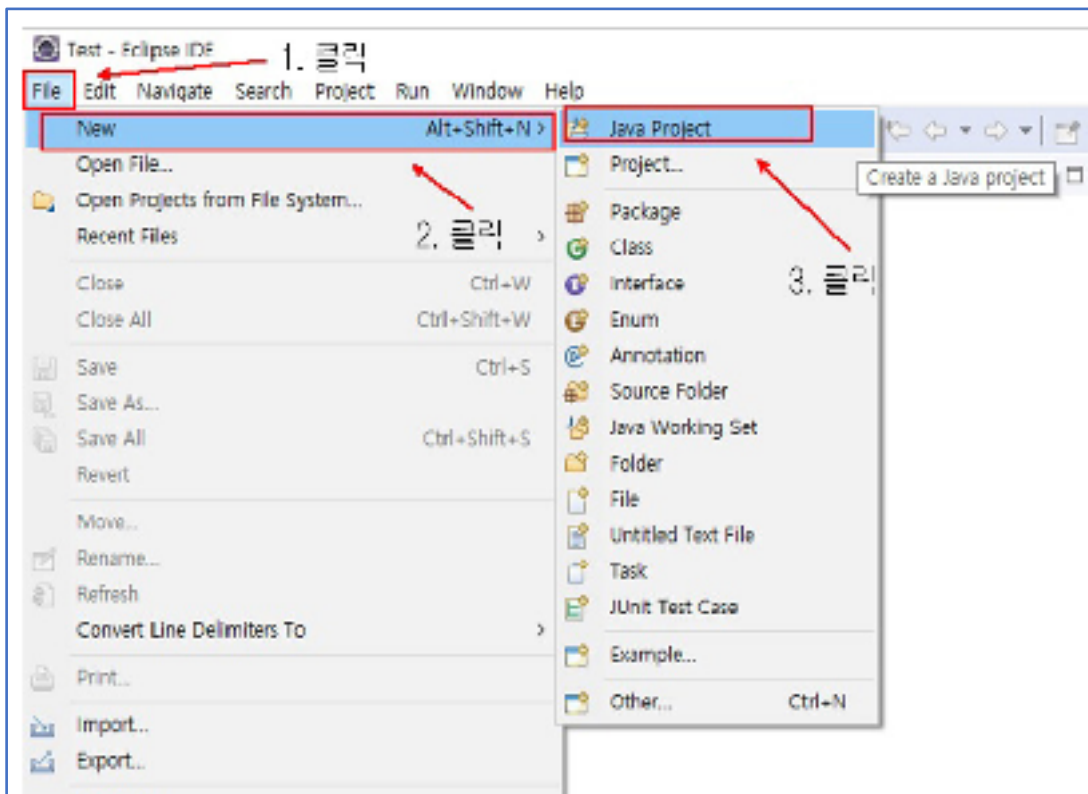 Test - Eclipse IDE
1. 클릭
File Edit Navigate Search Project Run Window Help
New Alt+Shift+N >
Open File...
Open Projects from File System...
Recent Files >
2. 클릭
Close Ctrl+W
Close All Ctrl+Shift+W
Save Ctrl+S
Save As...
Save All Ctrl+Shift+S
Revert
Move...
Rename...
Refresh
Convert Line Delimiters To >
Print...
Import...
Export...
Java Project
Project...
Create a Java project
Package
Class
Interface
3. 클릭
Enum
Annotation
Source Folder
Java Working Set
Folder
File
Untitled Text File
Task
JUnit Test Case
Example...
Other... Ctrl+N